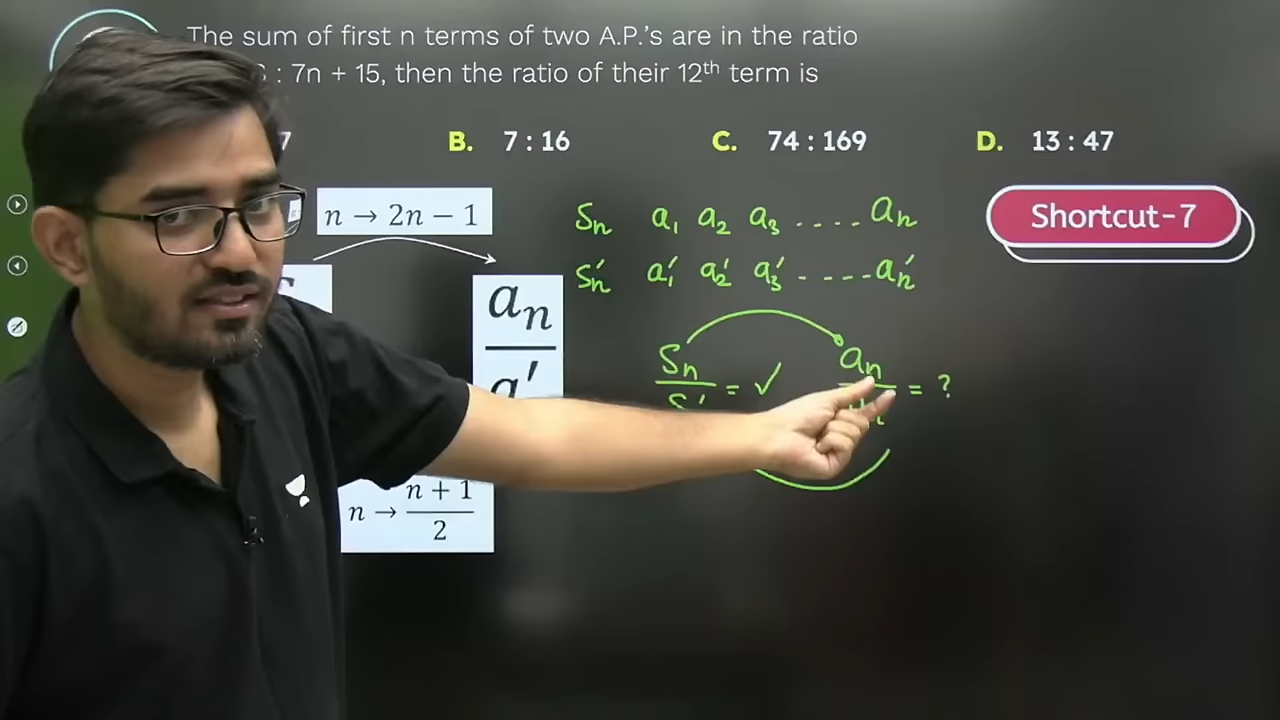 The sum of first n terms of two A.P.'s are in the ratio
: 7n + 15, then the ratio of their 12ᵗʰ term is
B. 7 : 16
C. 74 : 169
D. 13 : 47
n → 2n − 1
Sn a1 a2 a3 ..... an
Shortcut-7
S'n a'1 a'2 a'3 ..... a'n
an
a'
Sn
S' = ✓
an
= ?
n → n + 1
2